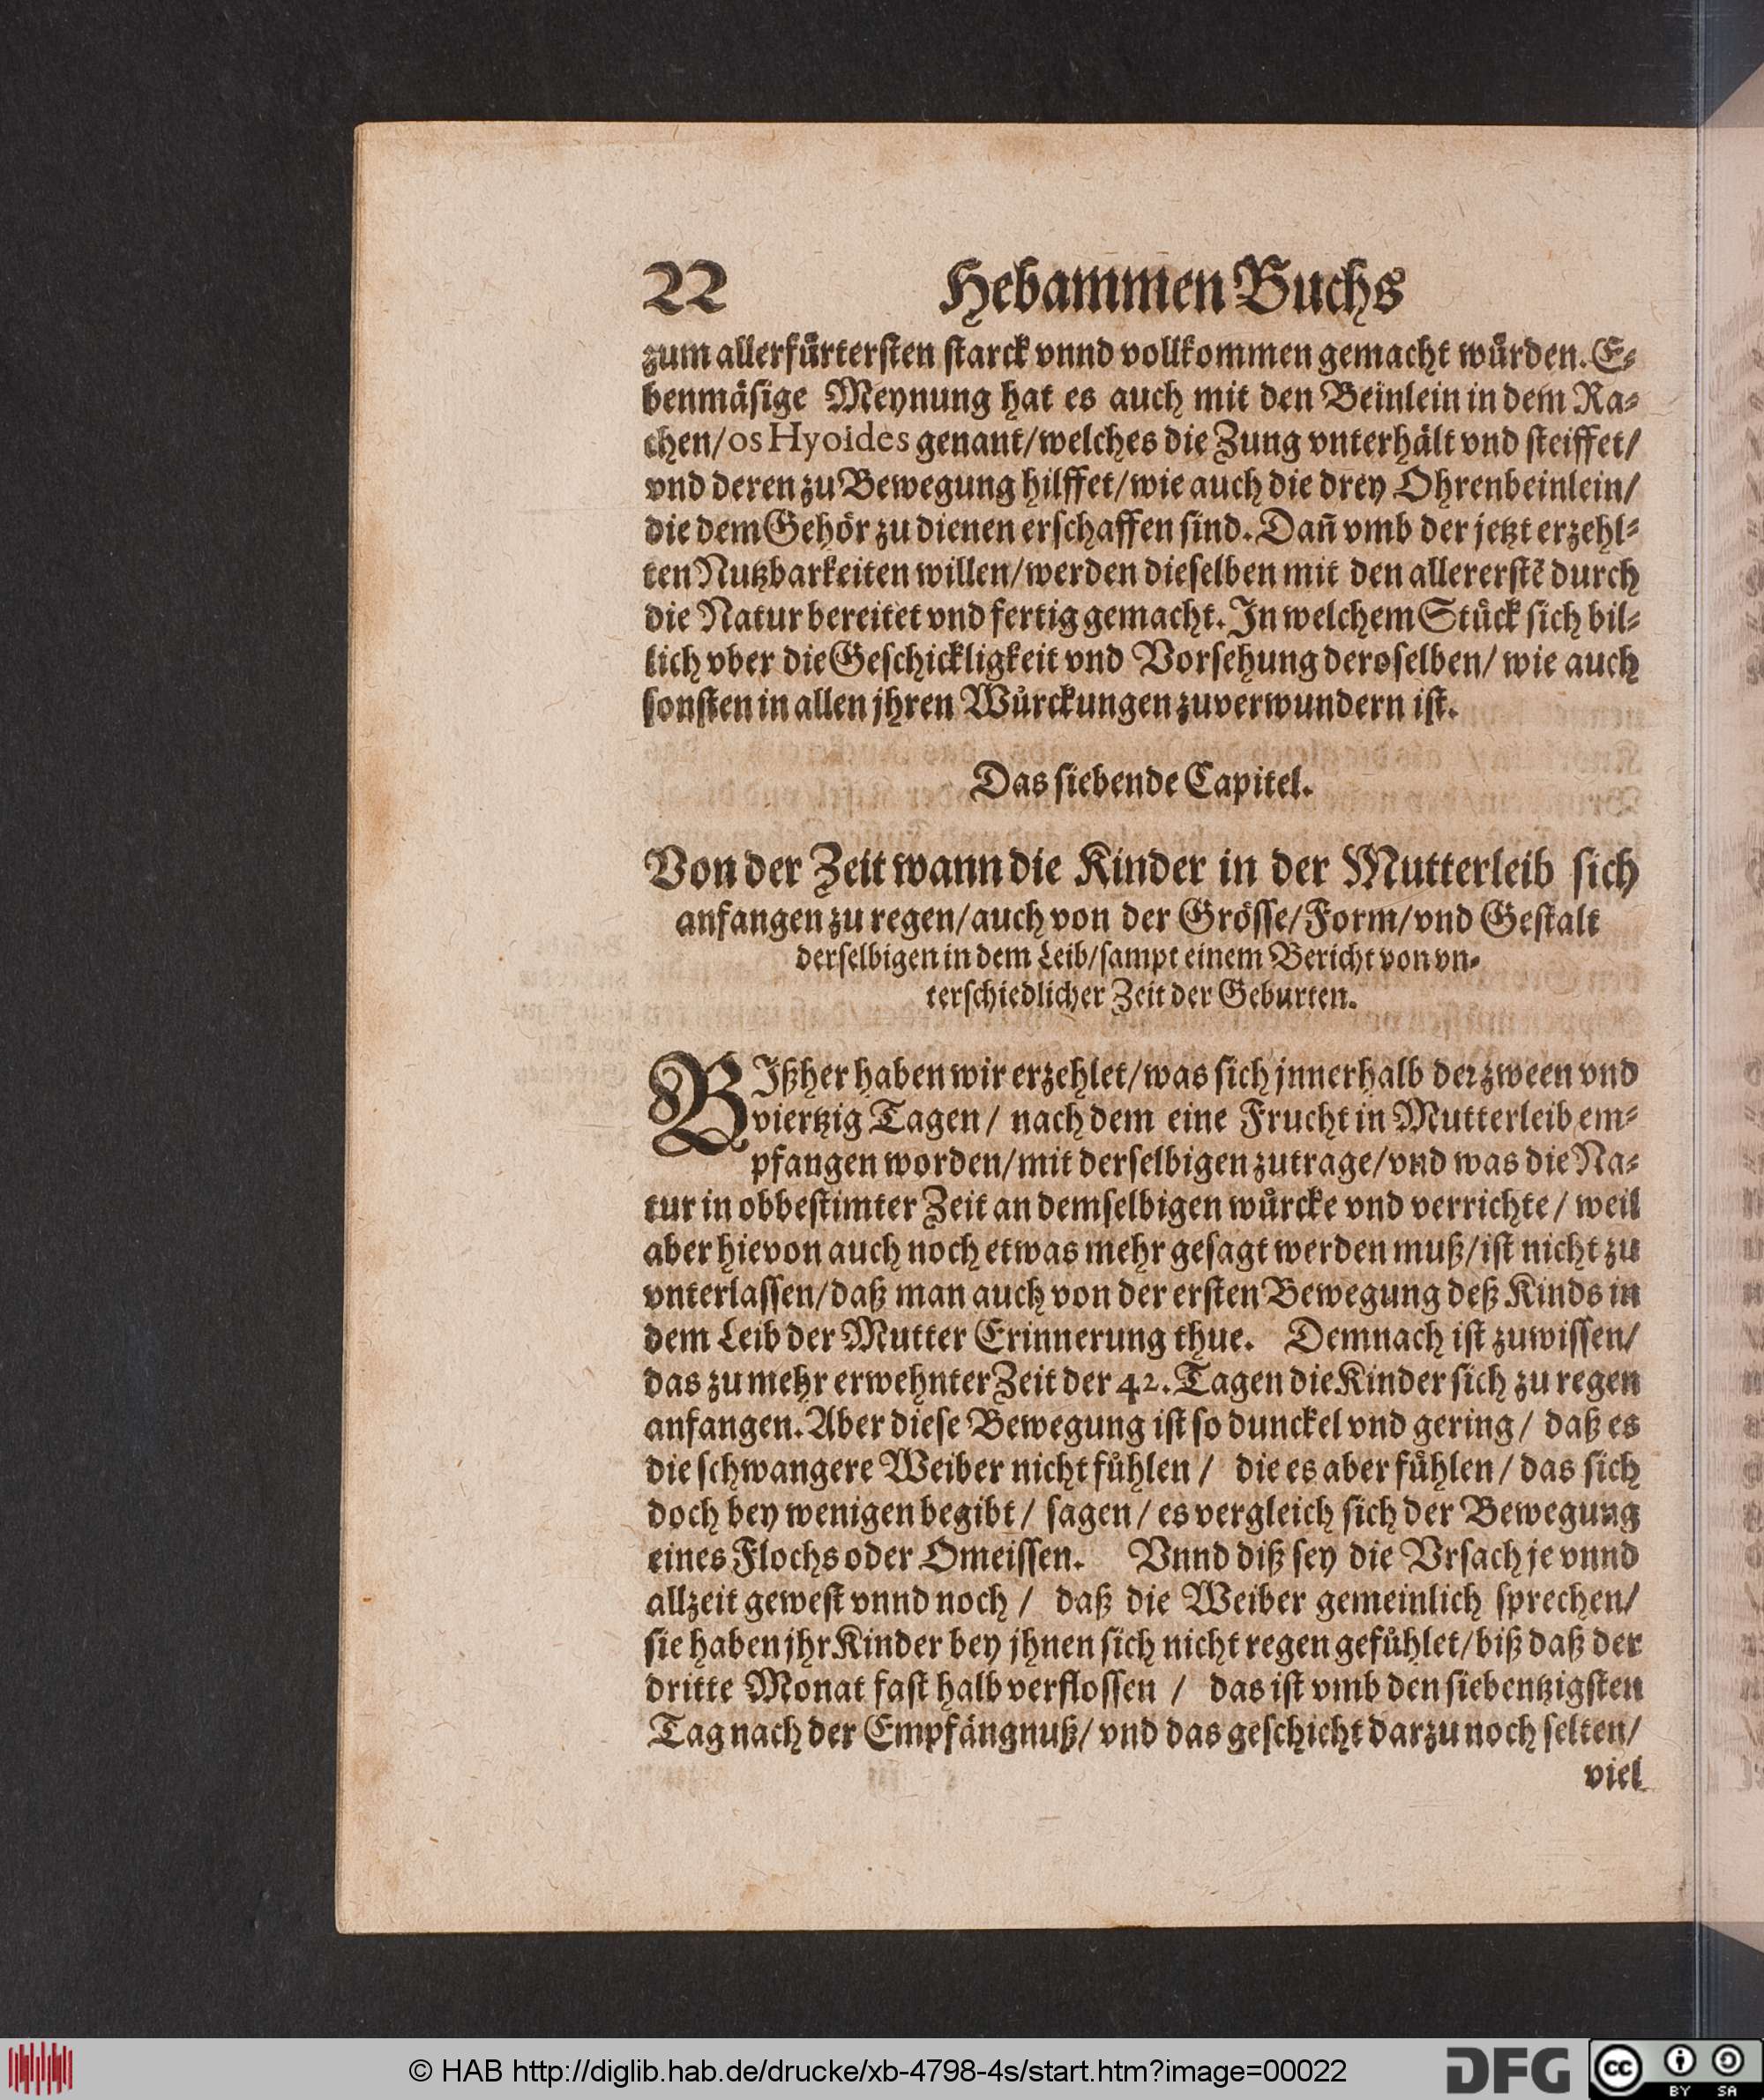 22 Hebammen Buchs
zum allerfürtersten starck vnnd vollkommen gemacht würden. E⸗
benmäsige Meynung hat es auch mit den Beinlein in dem Ra⸗
chen/ os Hyoides genant/ welches die Zung vnterhält vnd steiffet/
vnd deren zu Bewegung hilffet/ wie auch die drey Ohrenbeinlein/
die dem Gehör zu dienen erschaffen sind. Dañ vmb der jetzt erzehl⸗
ten Nutzbarkeiten willen/ werden dieselben mit den allererstẽ durch
die Natur bereitet vnd fertig gemacht. In welchem Stück sich bil⸗
lich vber die Geschickligkeit vnd Vorsehung deroselben/ wie auch
sonsten in allen jhren Würckungen zuverwundern ist.
Das siebende Capitel.
Von der Zeit wann die Kinder in der Mutterleib sich
anfangen zu regen/ auch von der Grösse/ Form/ vnd Gestalt
derselbigen in dem Leib/ sampt einem Bericht von vn⸗
terschiedlicher Zeit der Geburten.
BIßher haben wir erzehlet/ was sich jnnerhalb der zween vnd
viertzig Tagen/ nach dem eine Frucht in Mutterleib em⸗
pfangen worden/ mit derselbigen zutrage/ vnd was die Na⸗
tur in obbestimter Zeit an demselbigen würcke vnd verrichte/ weil
aber hievon auch noch etwas mehr gesagt werden muß/ ist nicht zu
vnterlassen/ daß man auch von der ersten Bewegung deß Kinds in
dem Leib der Mutter Erinnerung thue. Demnach ist zuwissen/
das zu mehr erwehnter Zeit der 42. Tagen die Kinder sich zu regen
anfangen. Aber diese Bewegung ist so dunckel vnd gering/ daß es
die schwangere Weiber nicht fühlen/ die es aber fühlen/ das sich
doch bey wenigen begibt/ sagen/ es vergleich sich der Bewegung
eines Flochs oder Omeissen. Vnnd diß sey die Vrsach je vnnd
allzeit gewest vnnd noch/ daß die Weiber gemeinlich sprechen/
sie haben jhr Kinder bey jhnen sich nicht regen gefühlet/ biß daß der
dritte Monat fast halb verflossen/ das ist vmb den siebentzigsten
Tag nach der Empfängnuß/ vnd das geschicht darzu noch selten/
viel
© HAB http://diglib.hab.de/drucke/xb-4798-4s/start.htm?image=00022
DFG
cc BY SA